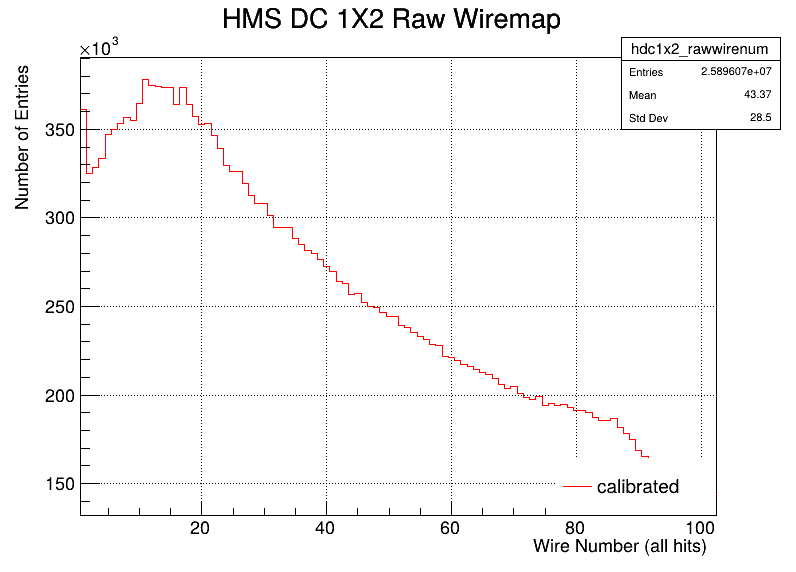 HMS DC 1X2 Raw Wiremap
×10³
hdc1x2_rawwirenum
Entries 2.589607e+07
Mean 43.37
Std Dev 28.5
Number of Entries
350
300
250
200
150
calibrated
20 40 60 80 100
Wire Number (all hits)